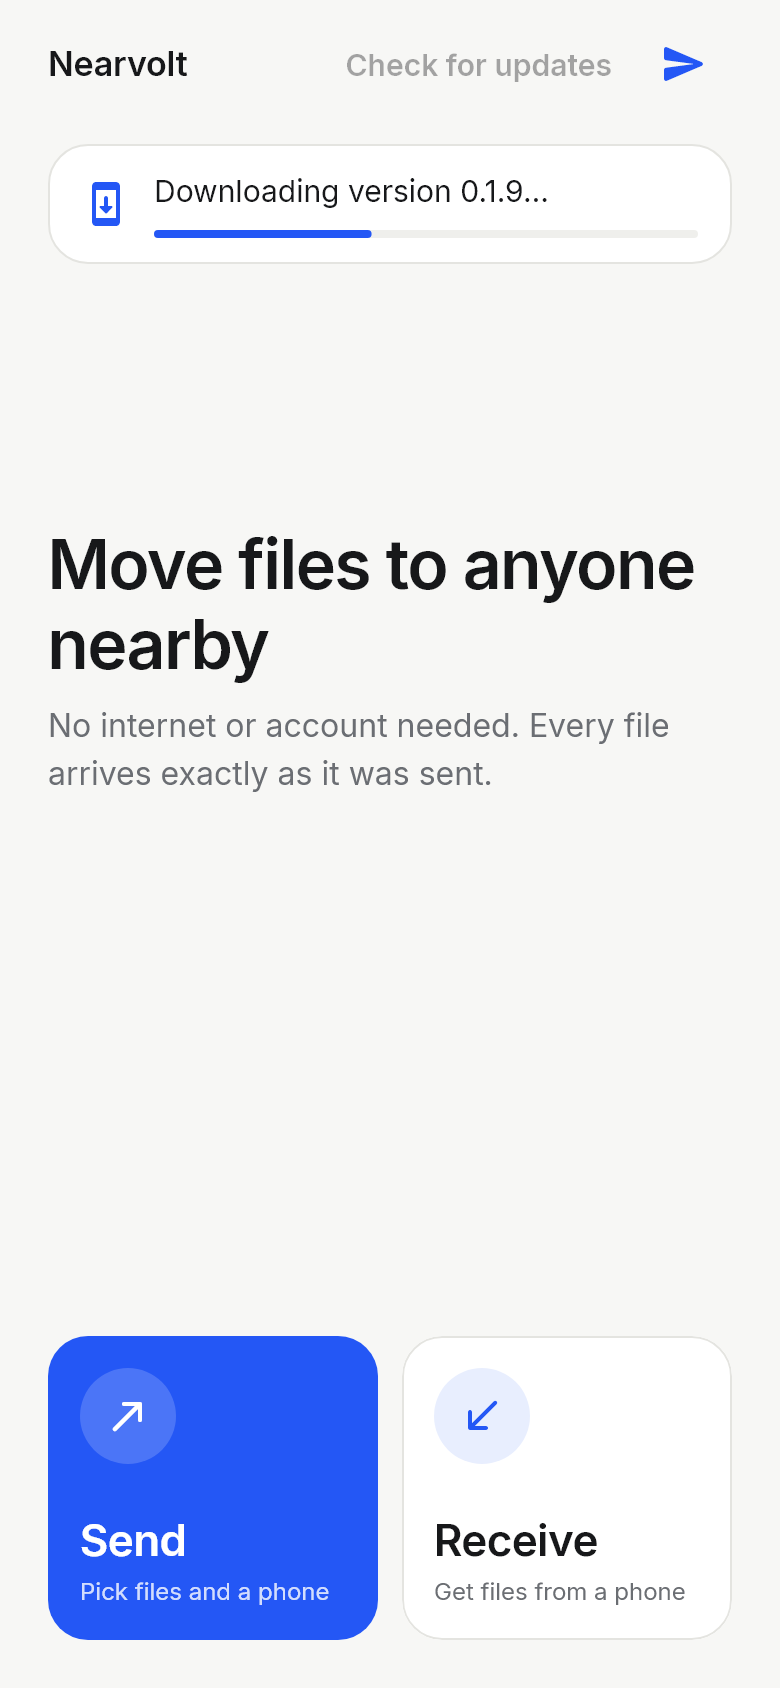 Nearvolt
Check for updates
Downloading version 0.1.9...
Move files to anyone
nearby
No internet or account needed. Every file
arrives exactly as it was sent.
Send
Pick files and a phone
Receive
Get files from a phone